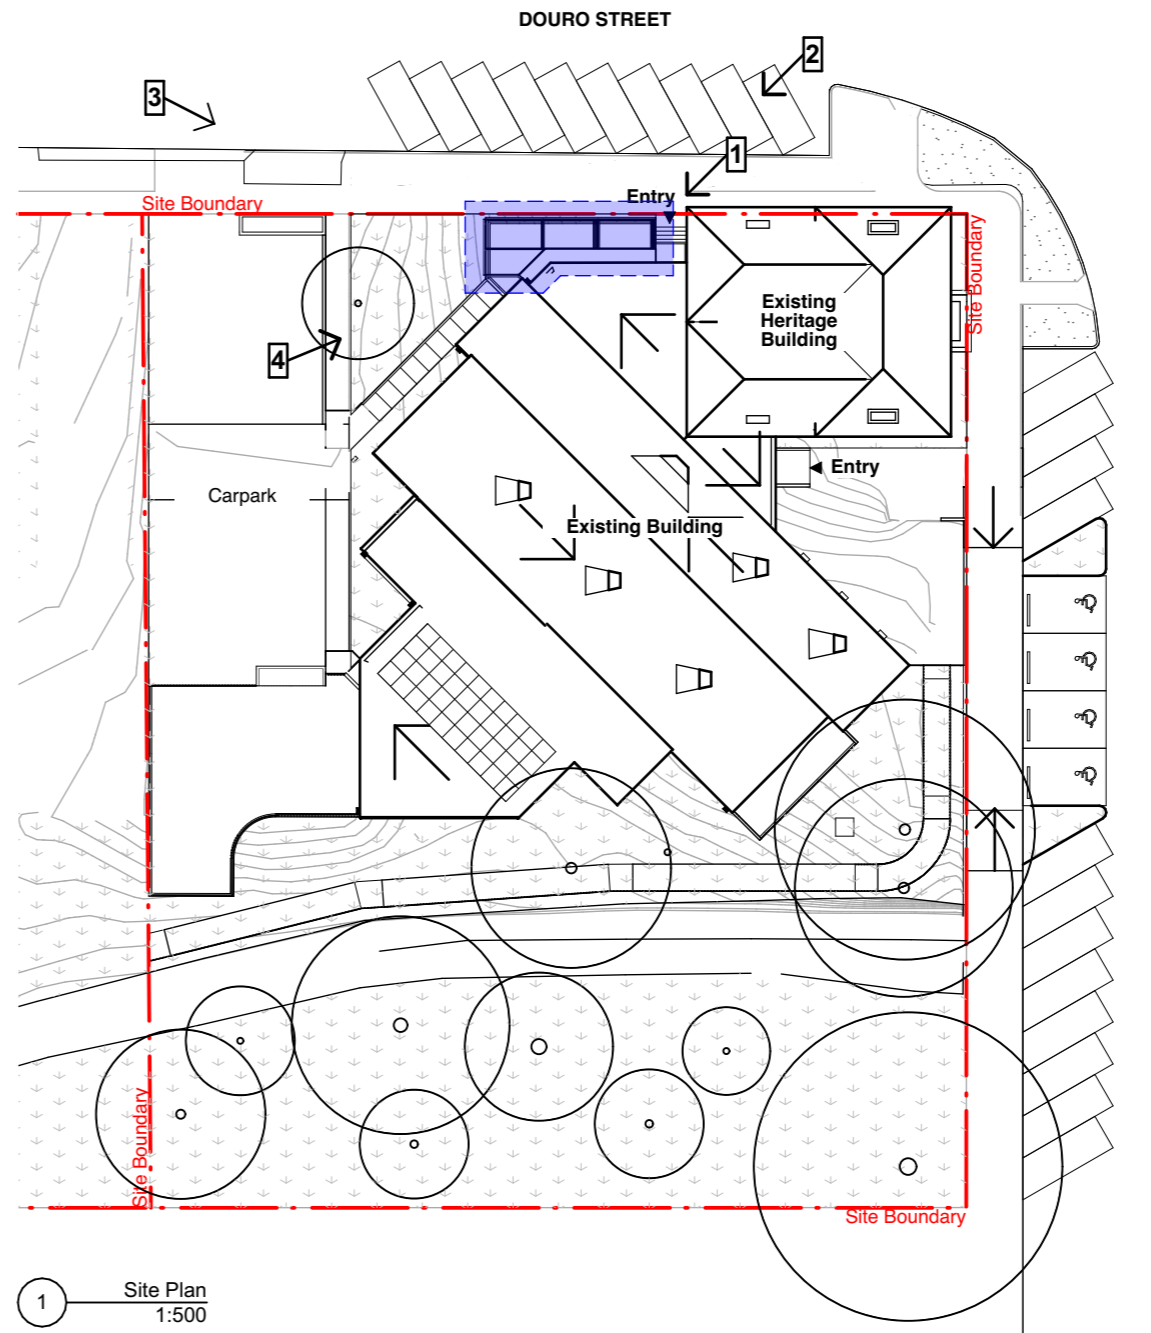 DOURO STREET
2
3
1
Entry
Site Boundary
Site Boundary
Existing
Heritage
Building
4
Entry
Carpark
Existing Building
Site Boundary
Site Boundary
1
Site Plan
1:500